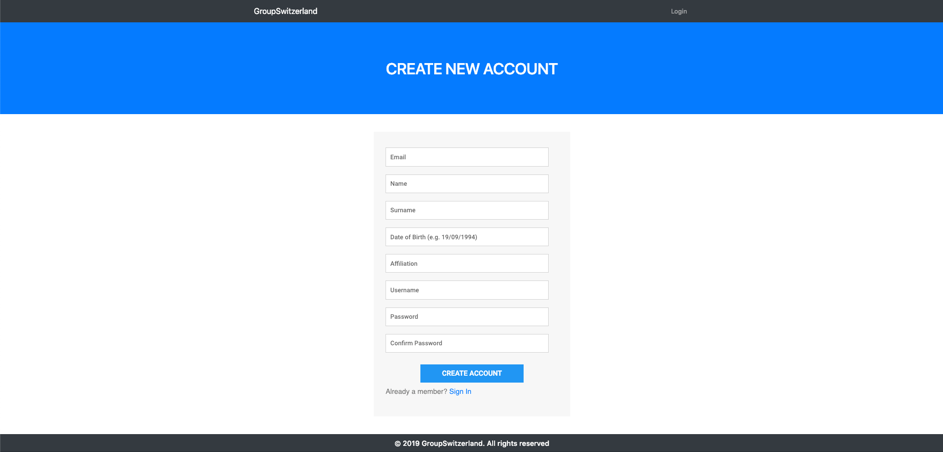 GroupSwitzerland
Login
CREATE NEW ACCOUNT
Email
Name
Surname
Date of Birth (e.g. 19/09/1994)
Affiliation
Username
Password
Confirm Password
CREATE ACCOUNT
Already a member? Sign In
© 2019 GroupSwitzerland. All rights reserved